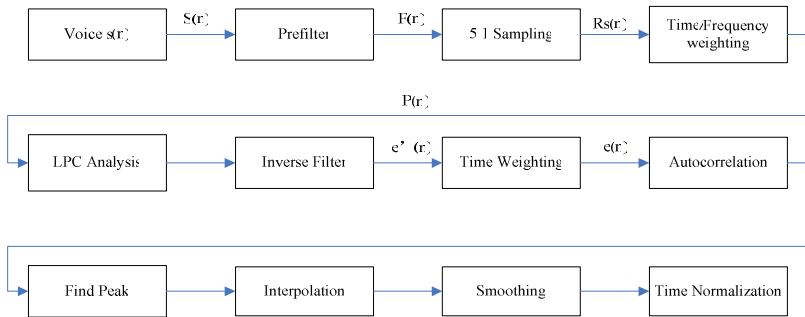 Voice s(n)
S(n)
Prefilter
F(n)
5 1 Sampling
Rs(n)
Time/Frequency
weighting
P(n)
LPC Analysis
Inverse Filter
e’ (n)
Time Weighting
e(n)
Autocorrelation
Find Peak
Interpolation
Smoothing
Time Normalization